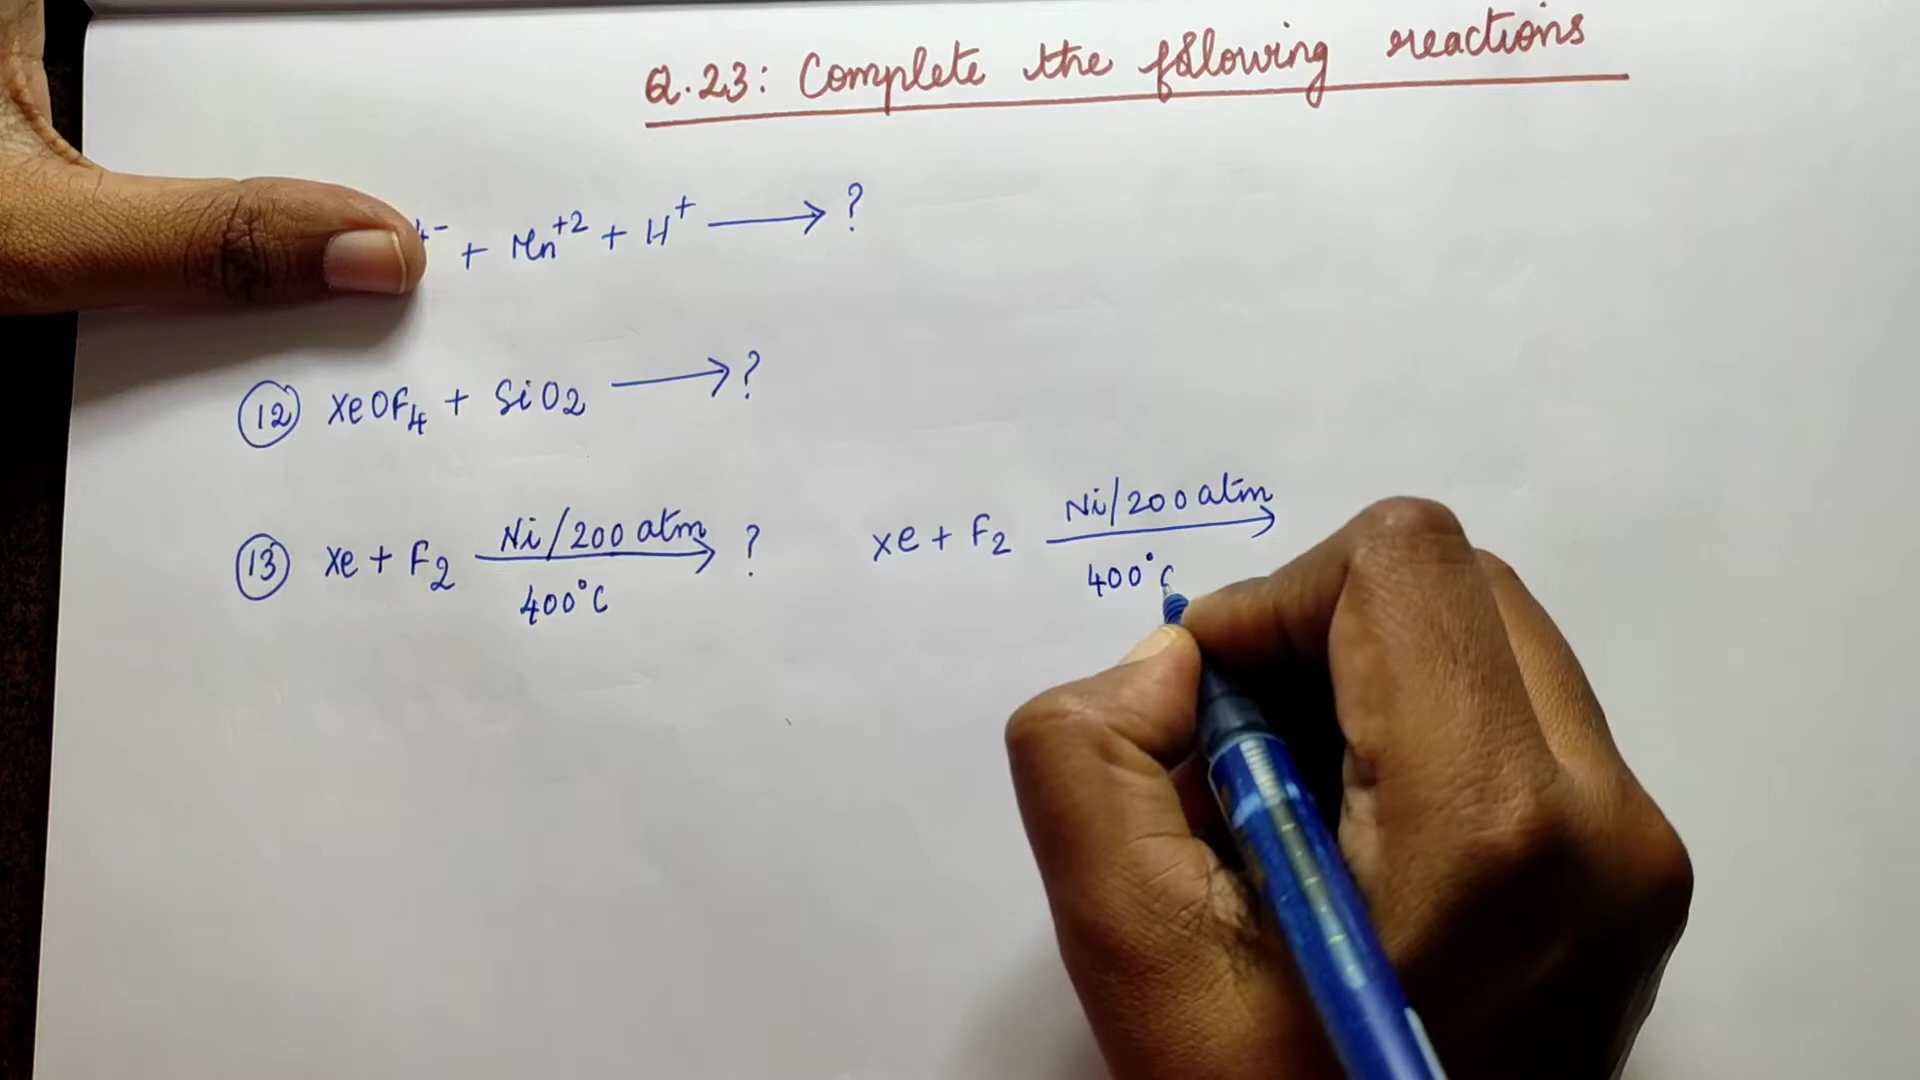 Q.23: Complete the following reactions
4- + Mn+2 + H+ ⟶ ?
(12) XeOF4 + SiO2 ⟶ ?
(13) Xe + F2 Ni/200 atm ⟶ 400°C ?
Xe + F2 Ni/200 atm ⟶ 400°C